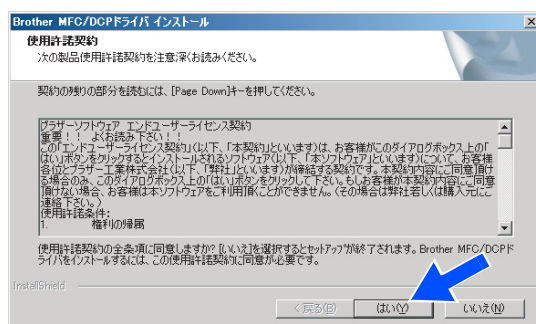 Brother MFC/DCPドライバ インストール
使用許諾契約
次の製品使用許諾契約を注意深くお読みください。
契約の残りの部分を読むには、[Page Down]キーを押してください。
ブラザーソフトウェア エンドユーザーライセンス契約
重要!! よくお読み下さい!!
この「エンドユーザーライセンス契約」(以下、「本契約」といいます)は、お客様がこのダイアログボックス上の「
はい」ボタンをクリックするとインストールされるソフトウェア(以下、「本ソフトウェア」といいます)について、お客様
各位とブラザー工業株式会社(以下、「弊社」といいます)が締結する契約です。本契約内容にご同意頂け
る場合のみ、このダイアログボックス上の「はい」ボタンをクリックして下さい。もしお客様が本契約内容にご同意
頂けない場合、お客様は本ソフトウェアをご利用頂くことができません。(その場合は弊社若しくは購入元にご
連絡下さい。)
使用許諾条件:
1. 権利の帰属
使用許諾契約の全条項に同意しますか? [いいえ]を選択するとセットアップが終了されます。Brother MFC/DCPド
ライバをインストールするには、この使用許諾契約に同意が必要です。
InstallShield
< 戻る(B)
はい(Y)
いいえ(N)